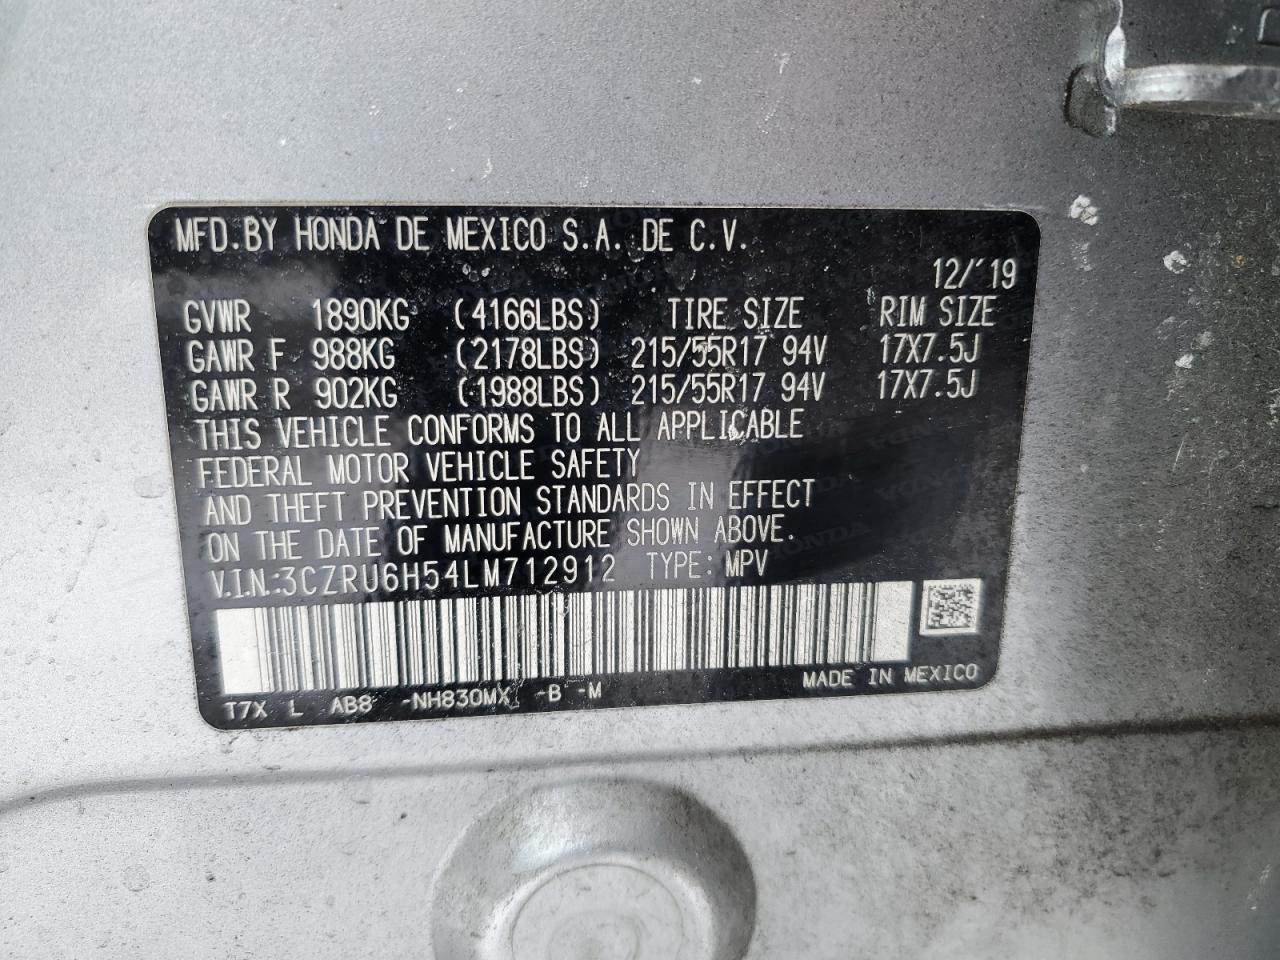 MFD.BY HONDA DE MEXICO S.A. DE C.V.
12/'19
GVWR 1890KG (4166LBS) TIRE SIZE RIM SIZE
GAWR F 988KG (2178LBS) 215/55R17 94V 17X7.5J
GAWR R 902KG (1988LBS) 215/55R17 94V 17X7.5J
THIS VEHICLE CONFORMS TO ALL APPLICABLE
FEDERAL MOTOR VEHICLE SAFETY
AND THEFT PREVENTION STANDARDS IN EFFECT
ON THE DATE OF MANUFACTURE SHOWN ABOVE.
V.I.N.:3CZRU6H54LM712912 TYPE: MPV
MADE IN MEXICO
T7X L AB8 -NH830MX -B -M